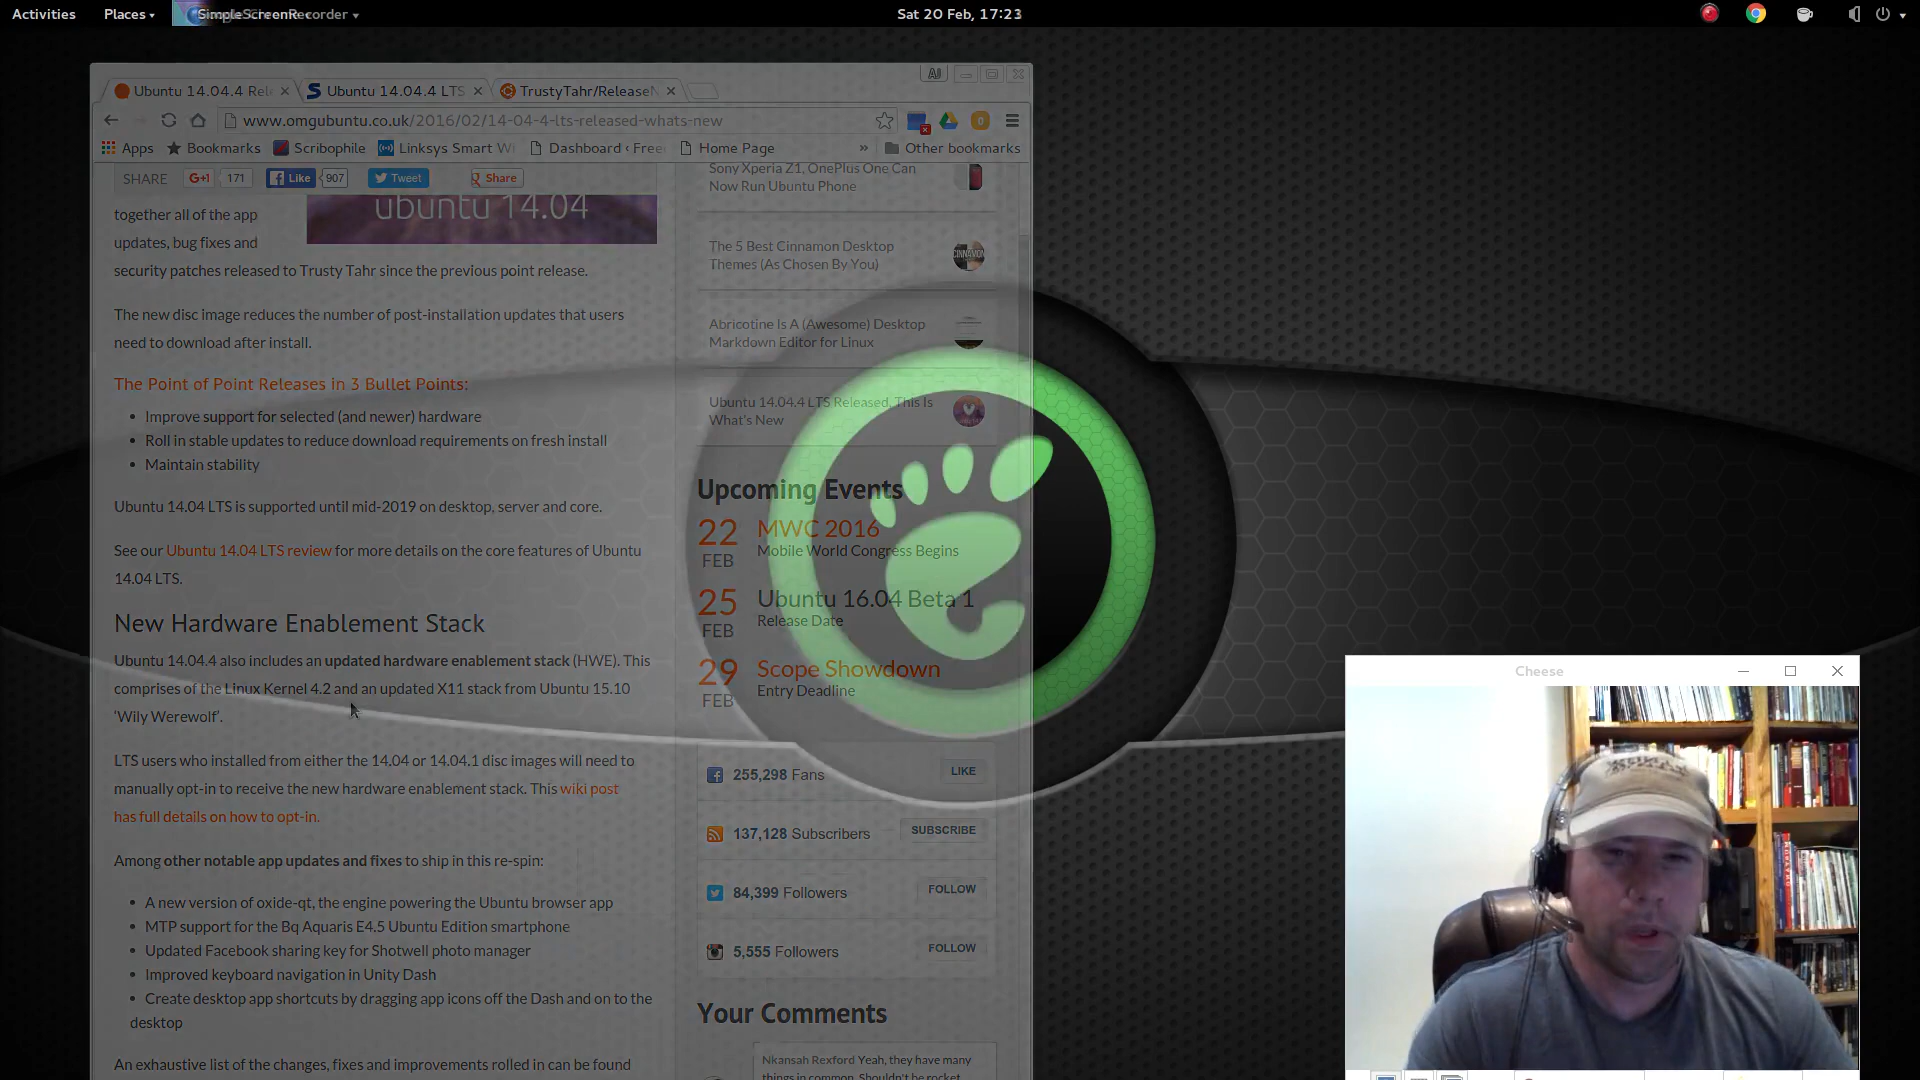 Activities Places SimpleScreenRecorder Sat 20 Feb, 17:23
AJ
Ubuntu 14.04.4 Rel Ubuntu 14.04.4 LTS TrustyTahr/ReleaseN
www.omgubuntu.co.uk/2016/02/14-04-4-lts-released-whats-new
Apps Bookmarks Scribophile Linksys Smart Wi Dashboard ‹ Free Home Page » Other bookmarks
SHARE G+1 171 Like 907 Tweet Share
ubuntu 14.04
together all of the app
updates, bug fixes and
security patches released to Trusty Tahr since the previous point release.
The new disc image reduces the number of post-installation updates that users
need to download after install.
The Point of Point Releases in 3 Bullet Points:
• Improve support for selected (and newer) hardware
• Roll in stable updates to reduce download requirements on fresh install
• Maintain stability
Ubuntu 14.04 LTS is supported until mid-2019 on desktop, server and core.
See our Ubuntu 14.04 LTS review for more details on the core features of Ubuntu
14.04 LTS.
New Hardware Enablement Stack
Ubuntu 14.04.4 also includes an updated hardware enablement stack (HWE). This
comprises of the Linux Kernel 4.2 and an updated X11 stack from Ubuntu 15.10
'Wily Werewolf'.
LTS users who installed from either the 14.04 or 14.04.1 disc images will need to
manually opt-in to receive the new hardware enablement stack. This wiki post
has full details on how to opt-in.
Among other notable app updates and fixes to ship in this re-spin:
• A new version of oxide-qt, the engine powering the Ubuntu browser app
• MTP support for the Bq Aquaris E4.5 Ubuntu Edition smartphone
• Updated Facebook sharing key for Shotwell photo manager
• Improved keyboard navigation in Unity Dash
• Create desktop app shortcuts by dragging app icons off the Dash and on to the
desktop
An exhaustive list of the changes, fixes and improvements rolled in can be found
Sony Xperia Z1, OnePlus One Can
Now Run Ubuntu Phone
The 5 Best Cinnamon Desktop
Themes (As Chosen By You)
CINNAMON
Abricotine Is A (Awesome) Desktop
Markdown Editor for Linux
Ubuntu 14.04.4 LTS Released, This Is
What's New
Upcoming Events
22 FEB MWC 2016
Mobile World Congress Begins
25 FEB Ubuntu 16.04 Beta 1
Release Date
29 FEB Scope Showdown
Entry Deadline
255,298 Fans LIKE
137,128 Subscribers SUBSCRIBE
84,399 Followers FOLLOW
5,555 Followers FOLLOW
Your Comments
Nkansah Rexford Yeah, they have many
things in common. Shouldn't be rocket
Cheese